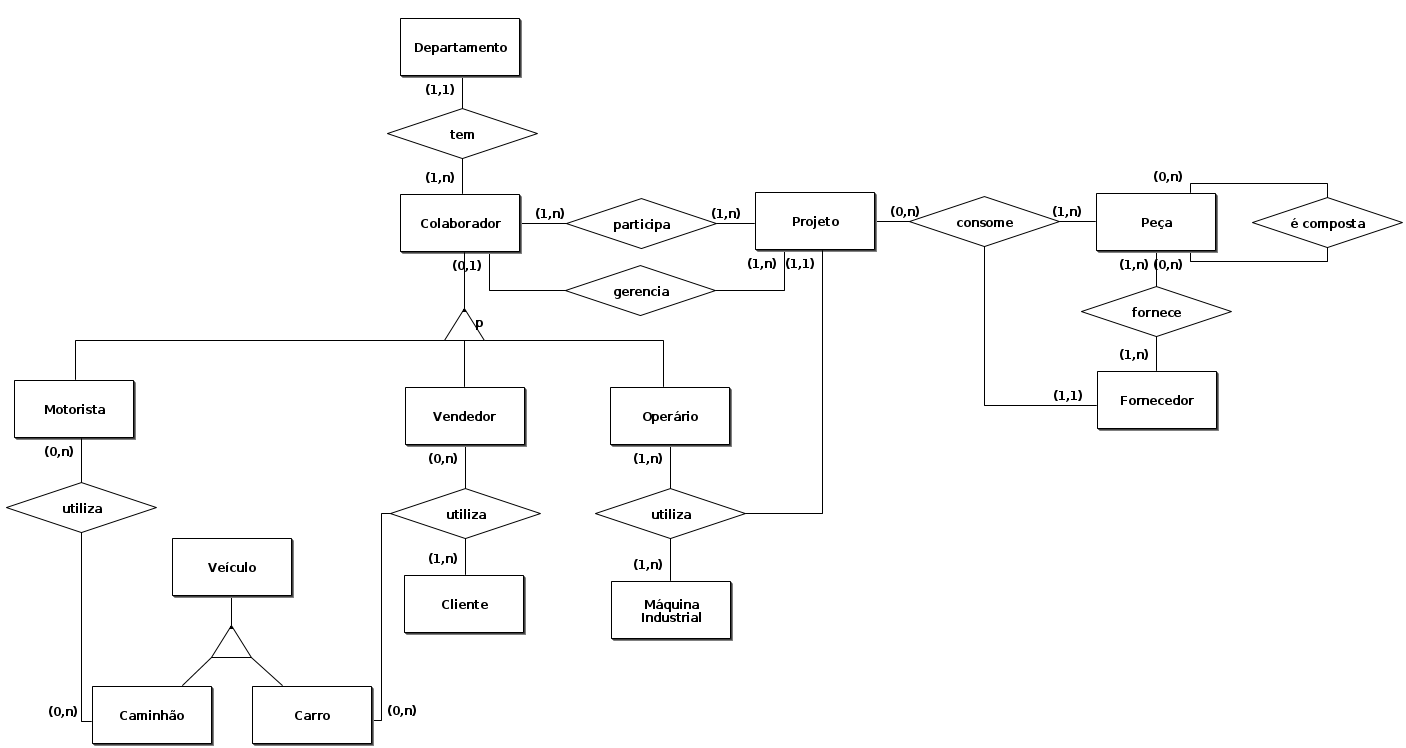 Departamento
(1,1)
tem
(1,n)
Colaborador
(1,n)
participa
(1,n)
Projeto
(0,n)
consome
(1,n)
Peça
(0,n)
é composta
(0,1)
gerencia
(1,n)
(1,1)
(1,n)
(0,n)
fornece
(1,n)
Fornecedor
(1,1)
p
Motorista
Vendedor
Operário
(0,n)
(0,n)
(1,n)
utiliza
utiliza
utiliza
Veículo
(1,n)
(1,n)
Cliente
Máquina
Industrial
(0,n)
Caminhão
Carro
(0,n)